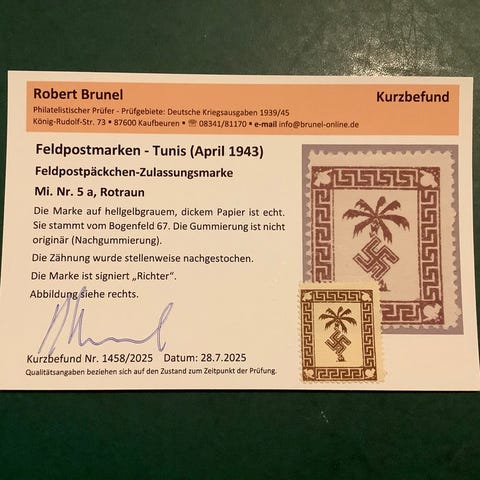 Robert Brunel
Kurzbefund
Philatelistischer Prüfer - Prüfgebiete: Deutsche Kriegsausgaben 1939/45
König-Rudolf-Str. 73 ▪ 87600 Kaufbeuren ▪ ☎ 08341/81170 ▪ e-mail info@brunel-online.de
Feldpostmarken - Tunis (April 1943)
Feldpostpäckchen-Zulassungsmarke
Mi. Nr. 5 a, Rotraun
Die Marke auf hellgelbgrauem, dickem Papier ist echt.
Sie stammt vom Bogenfeld 67. Die Gummierung ist nicht
originär (Nachgummierung).
Die Zähnung wurde stellenweise nachgestochen.
Die Marke ist signiert „Richter“.
Abbildung siehe rechts.
Kurzbefund Nr. 1458/2025 Datum: 28.7.2025
Qualitätsangaben beziehen sich auf den Zustand zum Zeitpunkt der Prüfung.